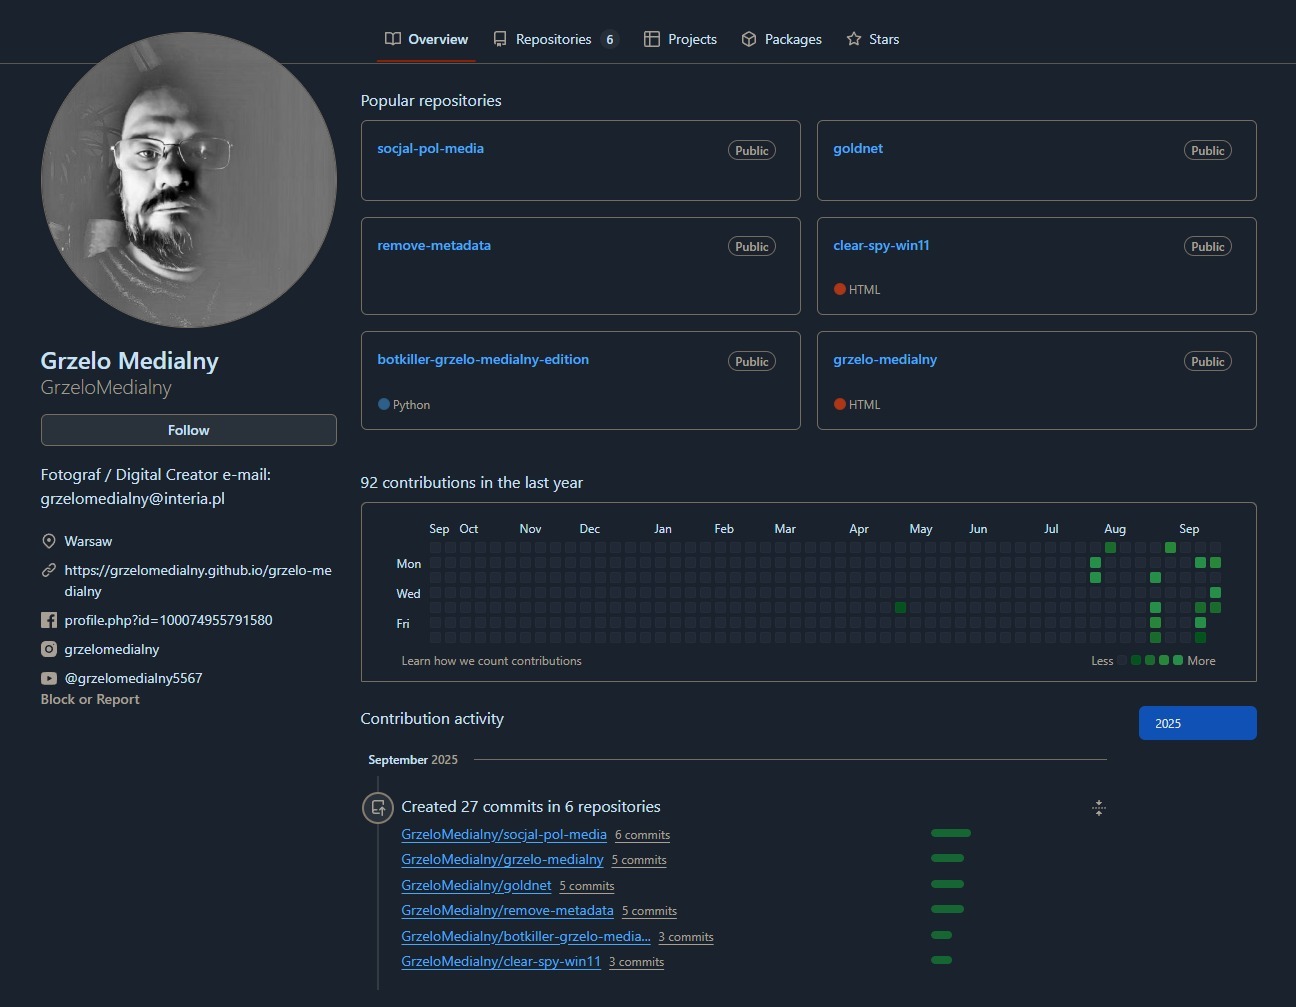 Overview
Repositories 6
Projects
Packages
Stars
Grzelo Medialny
GrzeloMedialny
Follow
Fotograf / Digital Creator e-mail:
grzelomedialny@interia.pl
Warsaw
https://grzelomedialny.github.io/grzelo-me
dialny
profile.php?id=100074955791580
grzelomedialny
@grzelomedialny5567
Block or Report
Popular repositories
socjal-pol-media Public
goldnet Public
remove-metadata Public
clear-spy-win11 Public
HTML
botkiller-grzelo-medialny-edition Public
Python
grzelo-medialny Public
HTML
92 contributions in the last year
Sep Oct Nov Dec Jan Feb Mar Apr May Jun Jul Aug Sep
Mon
Wed
Fri
Learn how we count contributions
Less More
Contribution activity
2025
September 2025
Created 27 commits in 6 repositories
GrzeloMedialny/socjal-pol-media 6 commits
GrzeloMedialny/grzelo-medialny 5 commits
GrzeloMedialny/goldnet 5 commits
GrzeloMedialny/remove-metadata 5 commits
GrzeloMedialny/botkiller-grzelo-media... 3 commits
GrzeloMedialny/clear-spy-win11 3 commits